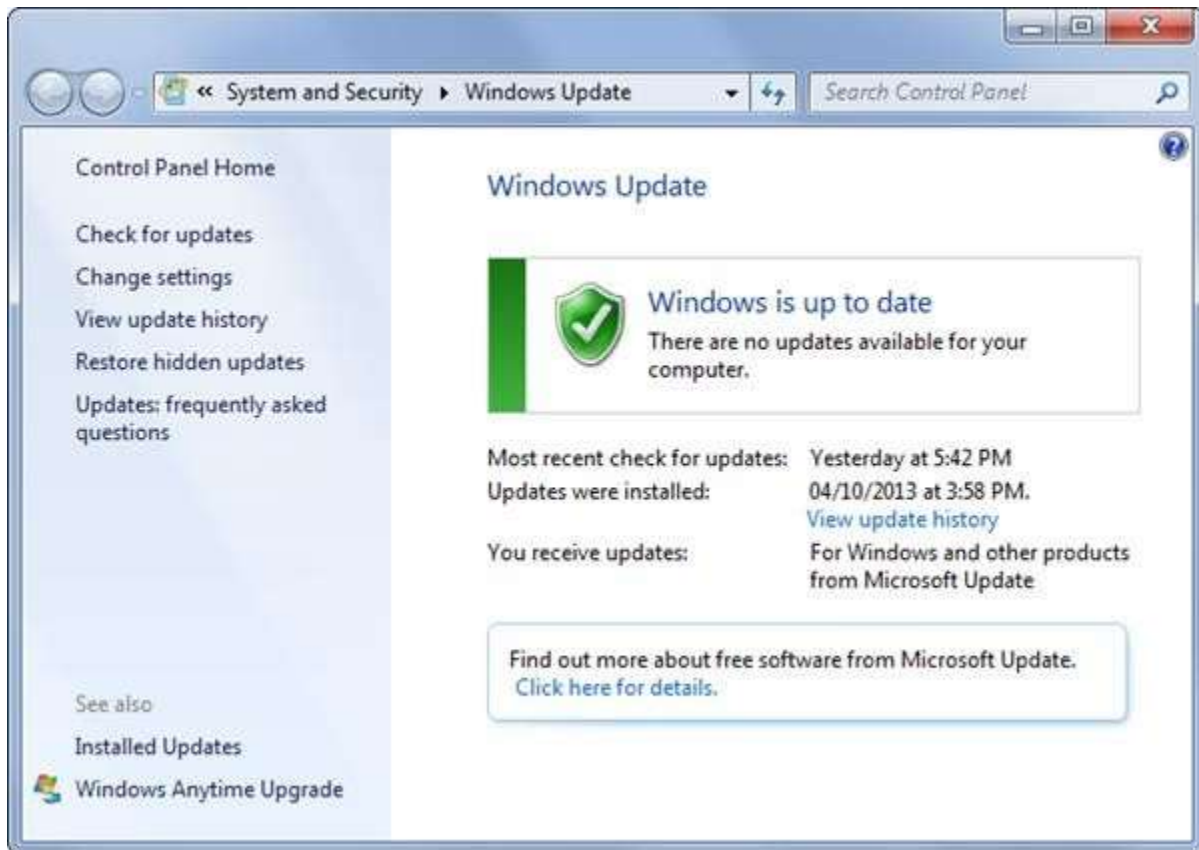 « System and Security ▸ Windows Update
Search Control Panel
Control Panel Home
Check for updates
Change settings
View update history
Restore hidden updates
Updates: frequently asked
questions
See also
Installed Updates
Windows Anytime Upgrade
Windows Update
Windows is up to date
There are no updates available for your
computer.
Most recent check for updates: Yesterday at 5:42 PM
Updates were installed: 04/10/2013 at 3:58 PM.
View update history
You receive updates: For Windows and other products
from Microsoft Update
Find out more about free software from Microsoft Update.
Click here for details.